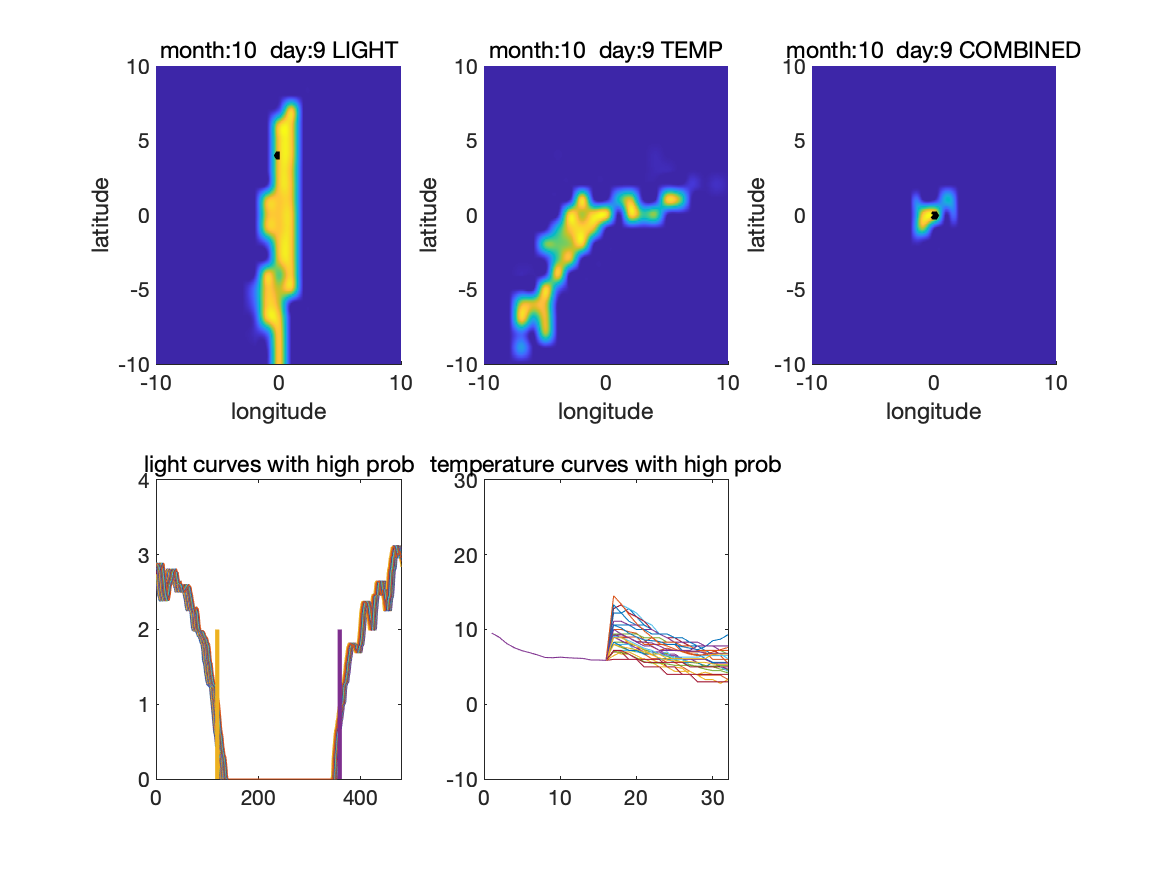 month:10 day:9 LIGHT
10
5
0
-5
-10
-10 0 10
longitude
latitude
month:10 day:9 TEMP
10
5
0
-5
-10
-10 0 10
longitude
latitude
month:10 day:9 COMBINED
10
5
0
-5
-10
-10 0 10
longitude
latitude
light curves with high prob
4
3
2
1
0
0 200 400
temperature curves with high prob
30
20
10
0
-10
0 10 20 30